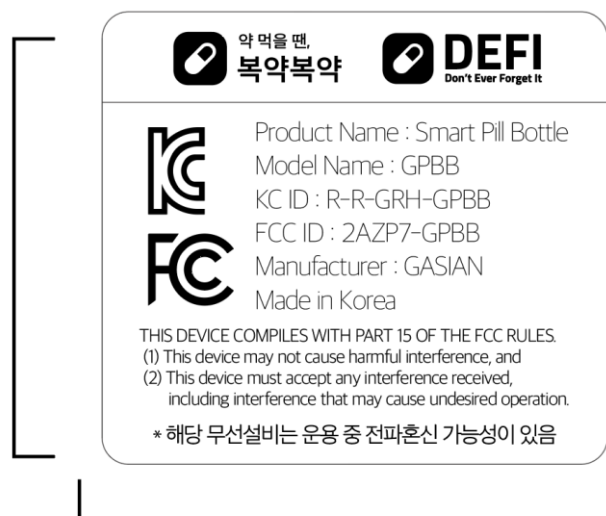 약 먹을 땐,
복약복약
DEFI
Don't Ever Forget It
Product Name : Smart Pill Bottle
Model Name : GPBB
KC ID : R-R-GRH-GPBB
FCC ID : 2AZP7-GPBB
Manufacturer : GASIAN
Made in Korea
THIS DEVICE COMPILES WITH PART 15 OF THE FCC RULES.
(1) This device may not cause harmful interference, and
(2) This device must accept any interference received,
including interference that may cause undesired operation.
* 해당 무선설비는 운용 중 전파혼신 가능성이 있음